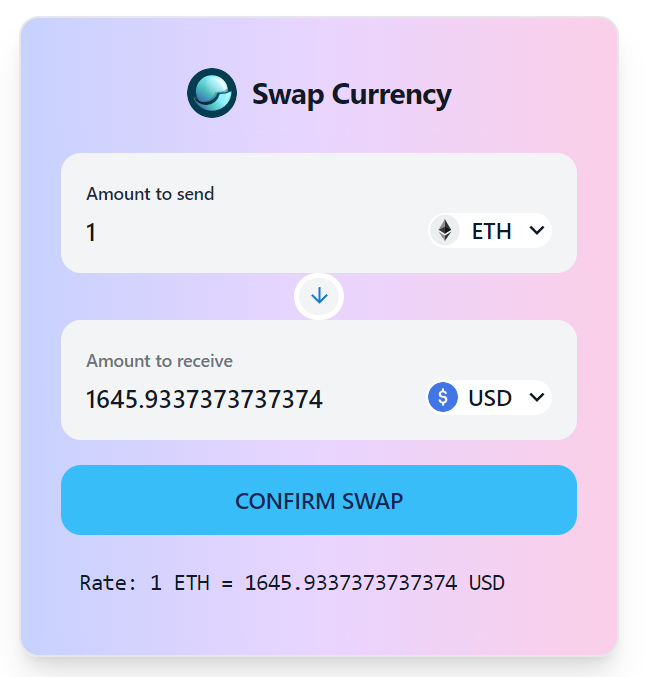 Swap Currency
Amount to send
1
ETH
Amount to receive
1645.9337373737374
$ USD
CONFIRM SWAP
Rate: 1 ETH = 1645.9337373737374 USD